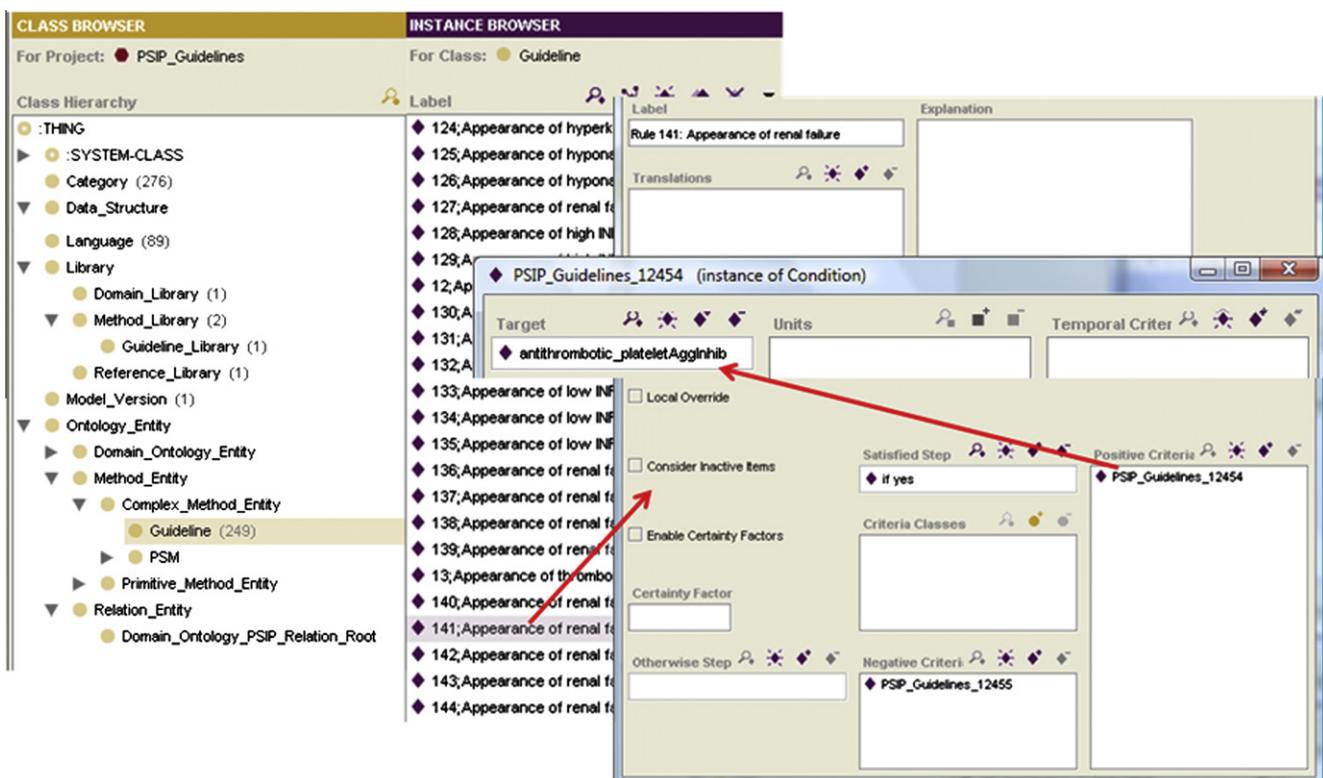 CLASS BROWSER
For Project: PSIP_Guidelines
Class Hierarchy
:THING
:SYSTEM-CLASS
Category (276)
Data_Structure
Language (89)
Library
Domain_Library (1)
Method_Library (2)
Guideline_Library (1)
Reference_Library (1)
Model_Version (1)
Ontology_Entity
Domain_Ontology_Entity
Method_Entity
Complex_Method_Entity
Guideline (249)
PSM
Primitive_Method_Entity
Relation_Entity
Domain_Ontology_PSIP_Relation_Root
INSTANCE BROWSER
For Class: Guideline
Label
124;Appearance of hyperk
125;Appearance of hypona
126;Appearance of hypona
127;Appearance of renal fa
128;Appearance of high INI
129;A
12;Ap
130;A
131;A
132;A
133;Appearance of low INF
134;Appearance of low INF
135;Appearance of low INF
136;Appearance of renal fa
137;Appearance of renal fa
138;Appearance of renal fa
139;Appearance of renal fa
13;Appearance of thrombo
140;Appearance of renal fa
141;Appearance of renal fa
142;Appearance of renal fa
143;Appearance of renal fa
144;Appearance of renal fa
Label
Rule 141: Appearance of renal failure
Explanation
Translations
PSIP_Guidelines_12454 (instance of Condition)
Target
antithrombotic_plateletAggInhib
Units
Temporal Criter
Local Override
Consider Inactive Items
Enable Certainty Factors
Certainty Factor
Otherwise Step
Satisfied Step
if yes
Criteria Classes
Negative Criteri
PSIP_Guidelines_12455
Positive Criteria
PSIP_Guidelines_12454